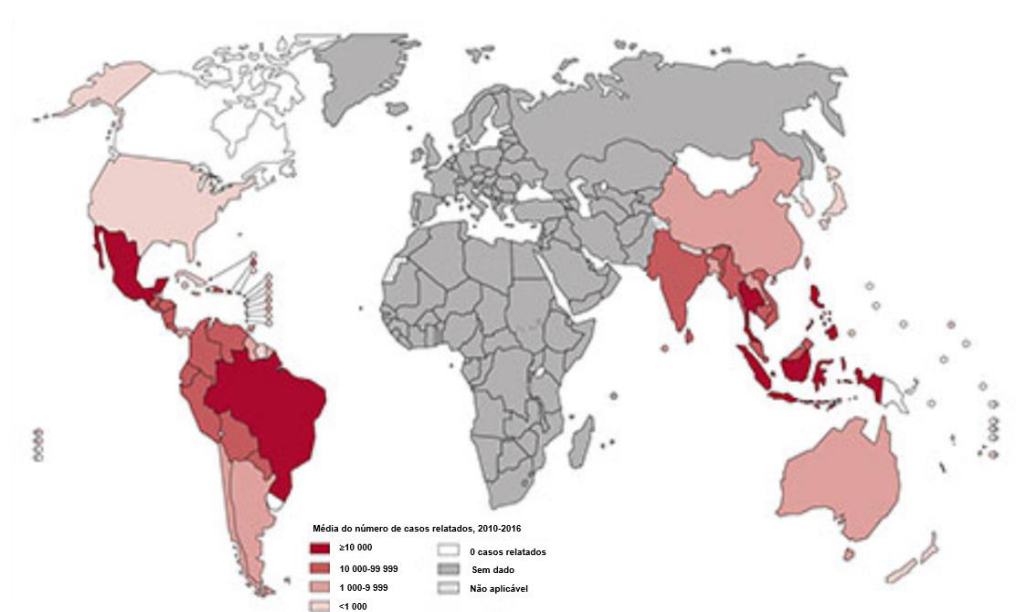 Média do número de casos relatados, 2010-2016
≥10 000
10 000-99 999
1 000-9 999
<1 000
0 casos relatados
Sem dado
Não aplicável